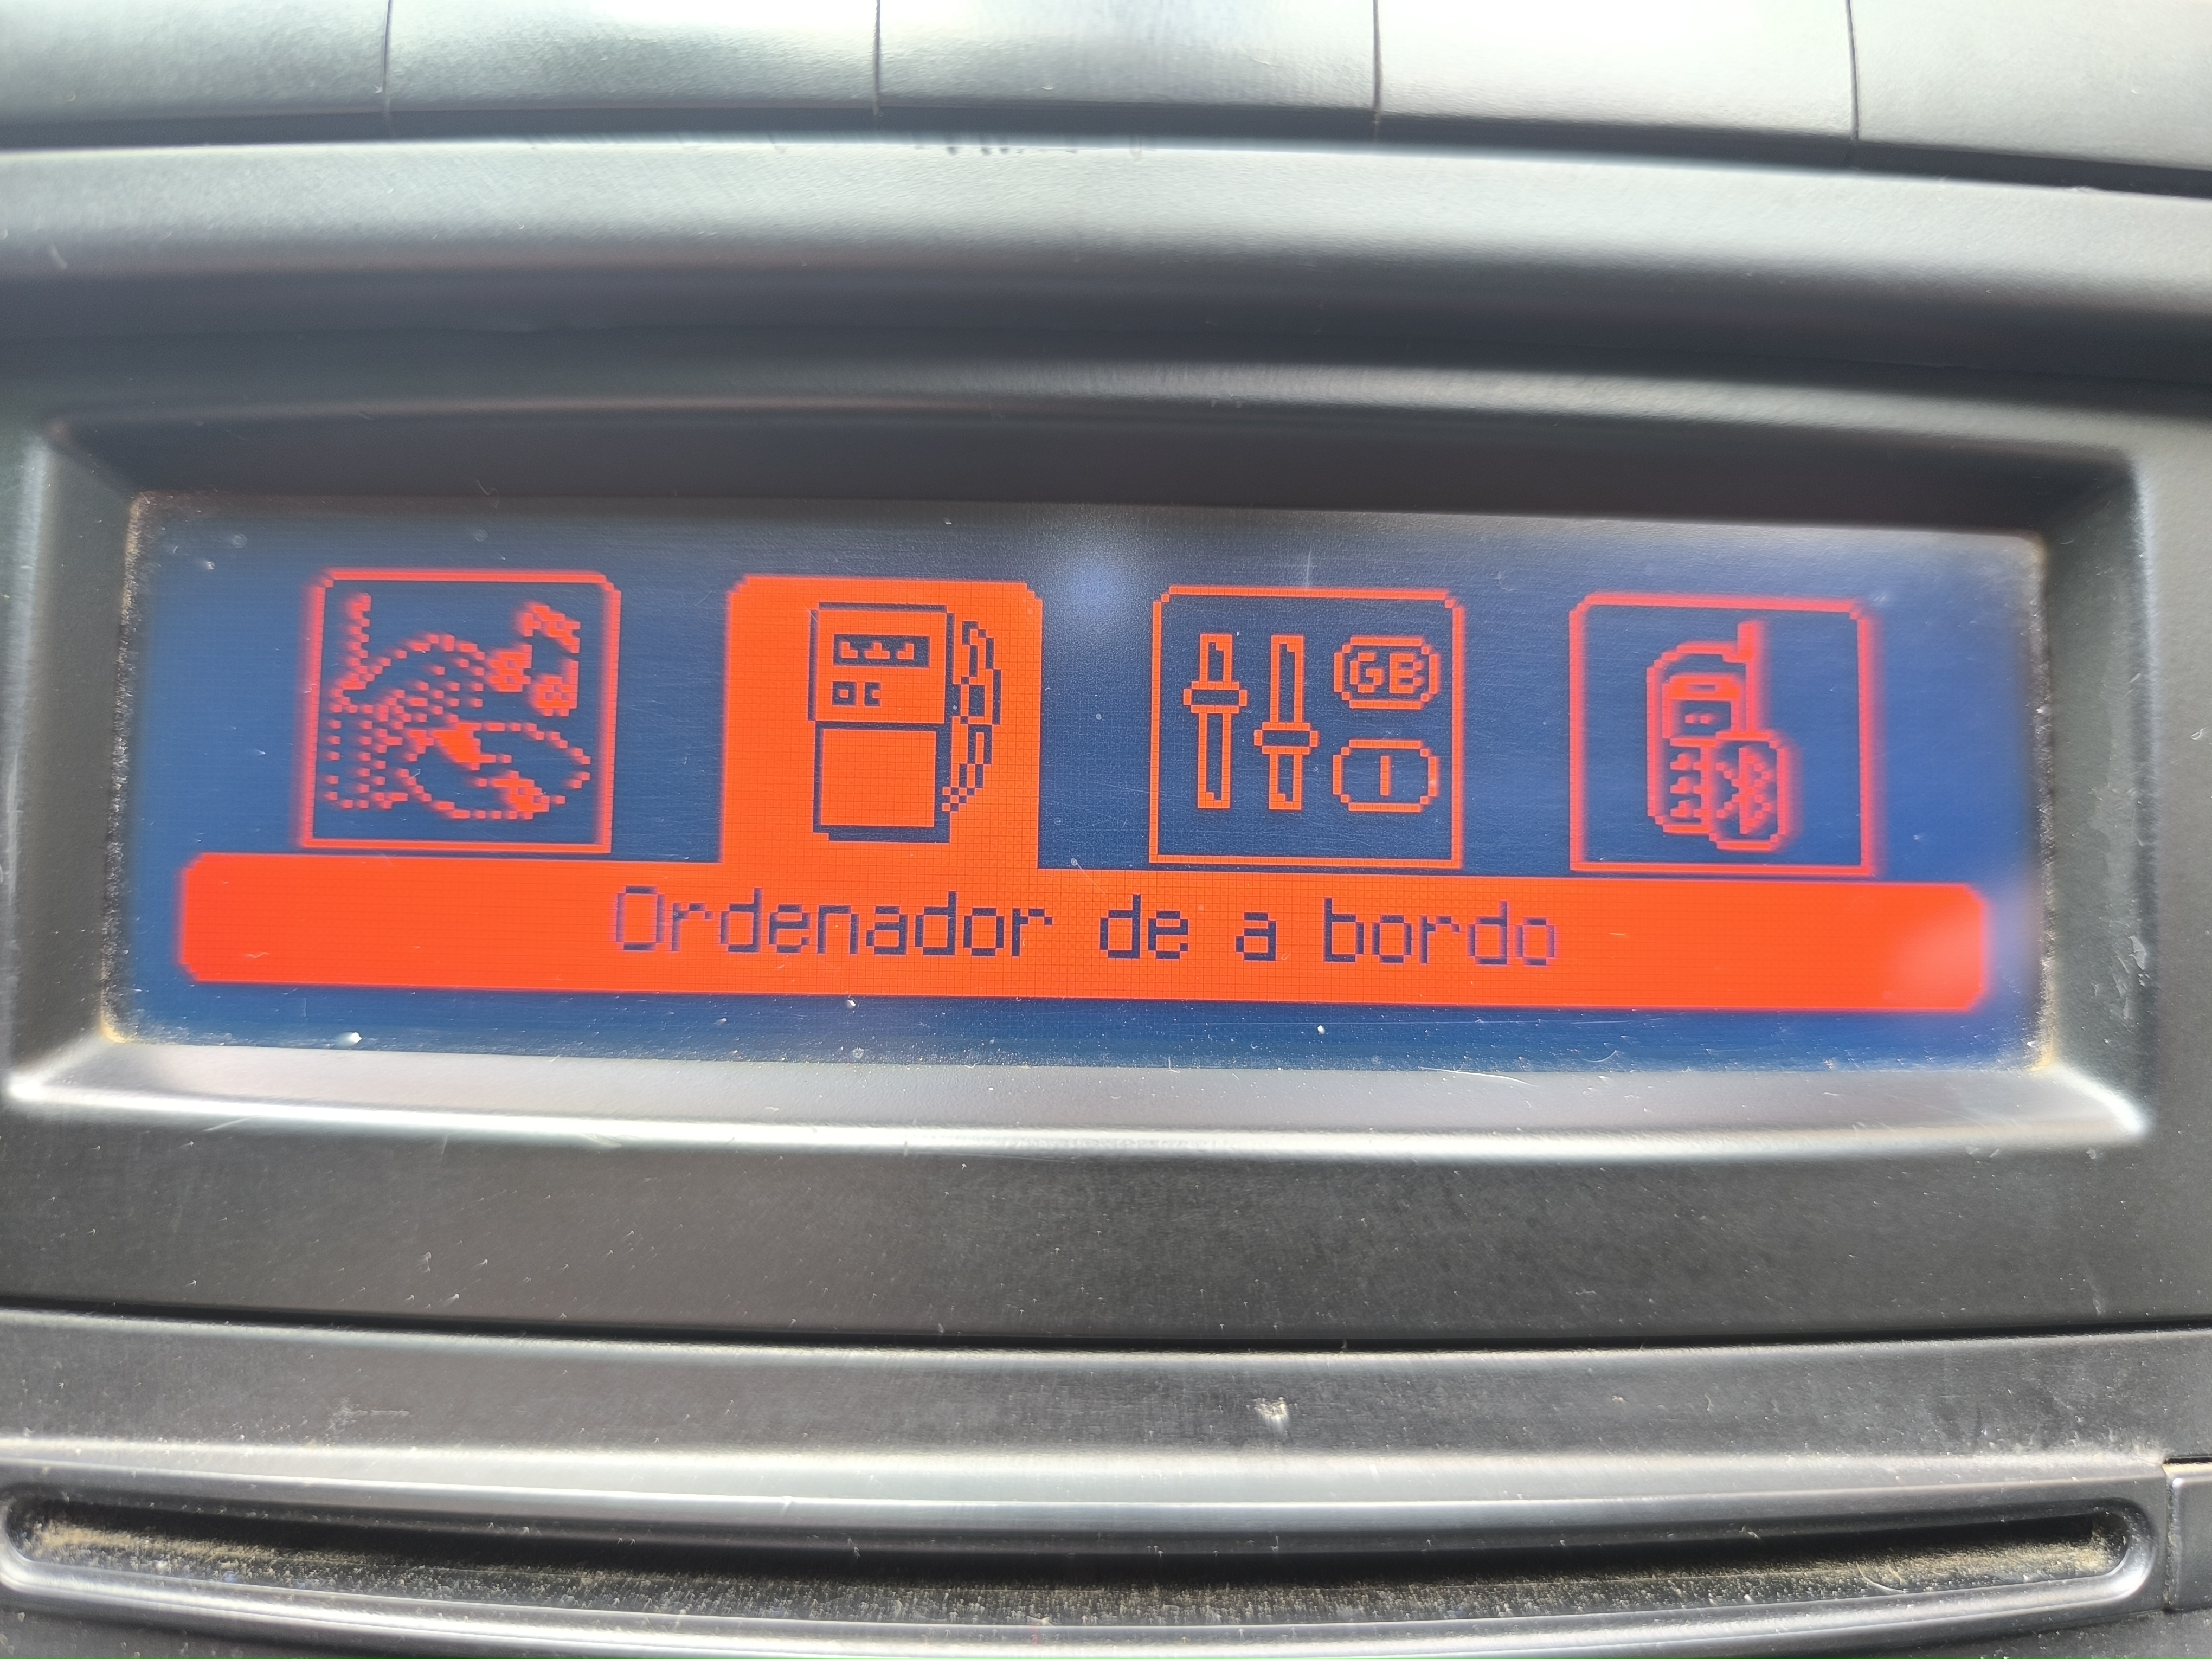 GB
I
Ordenador de a bordo